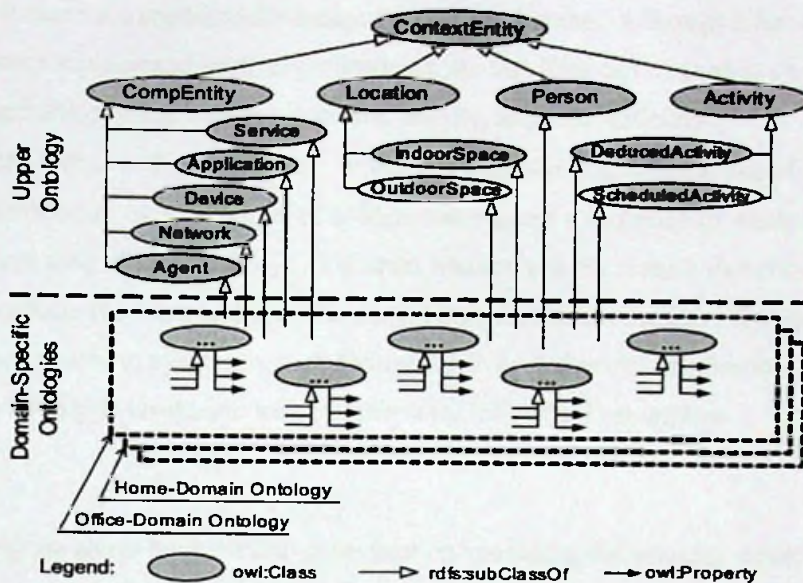 ContextEntity
CompEntity
Location
Person
Activity
Service
Application
Device
Network
Agent
IndoorSpace
OutdoorSpace
DeducedActivity
ScheduledActivity
Upper
Ontology
Domain-Specific
Ontologies
...
...
...
...
...
Home-Domain Ontology
Office-Domain Ontology
Legend: owl:Class rdfs:subClassOf owl:Property